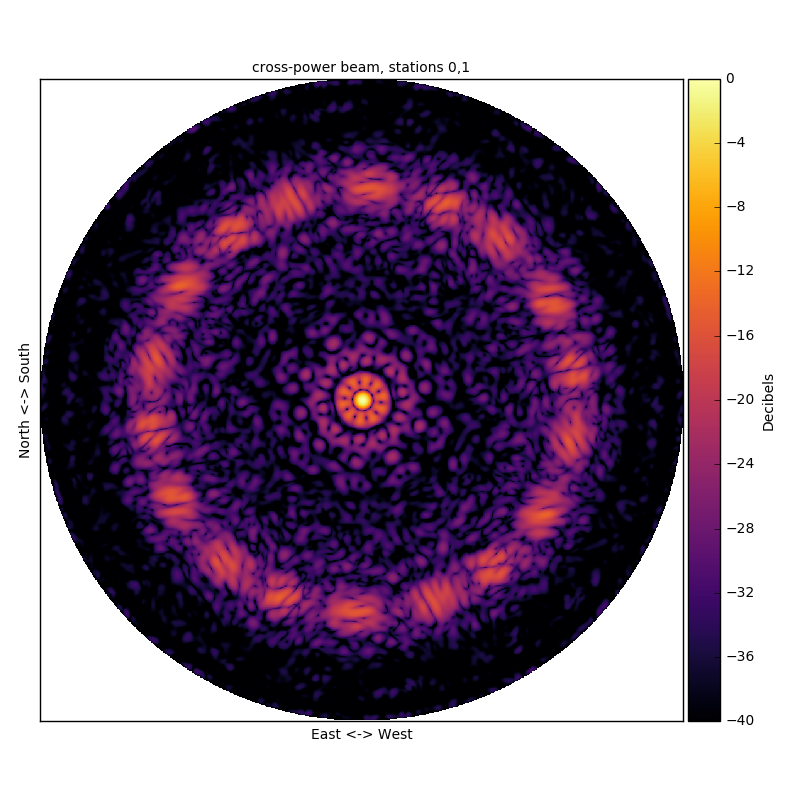 cross-power beam, stations 0,1
North <-> South
East <-> West
0
−4
−8
−12
−16
−20
−24
−28
−32
−36
−40
Decibels